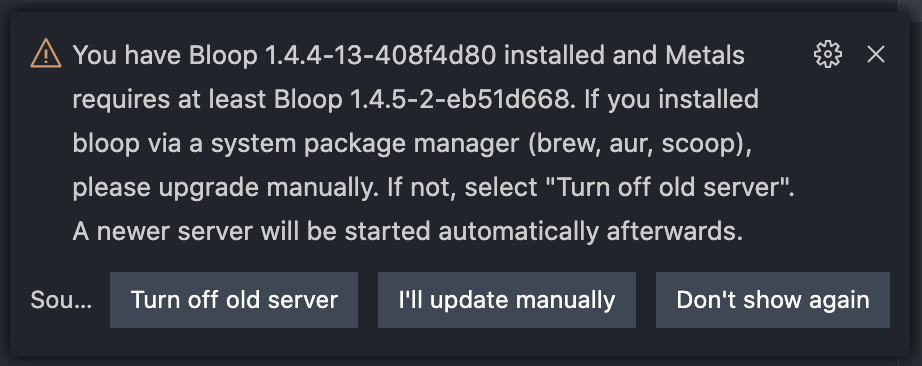 You have Bloop 1.4.4-13-408f4d80 installed and Metals
requires at least Bloop 1.4.5-2-eb51d668. If you installed
bloop via a system package manager (brew, aur, scoop),
please upgrade manually. If not, select "Turn off old server".
A newer server will be started automatically afterwards.
Sou... Turn off old server I'll update manually Don't show again